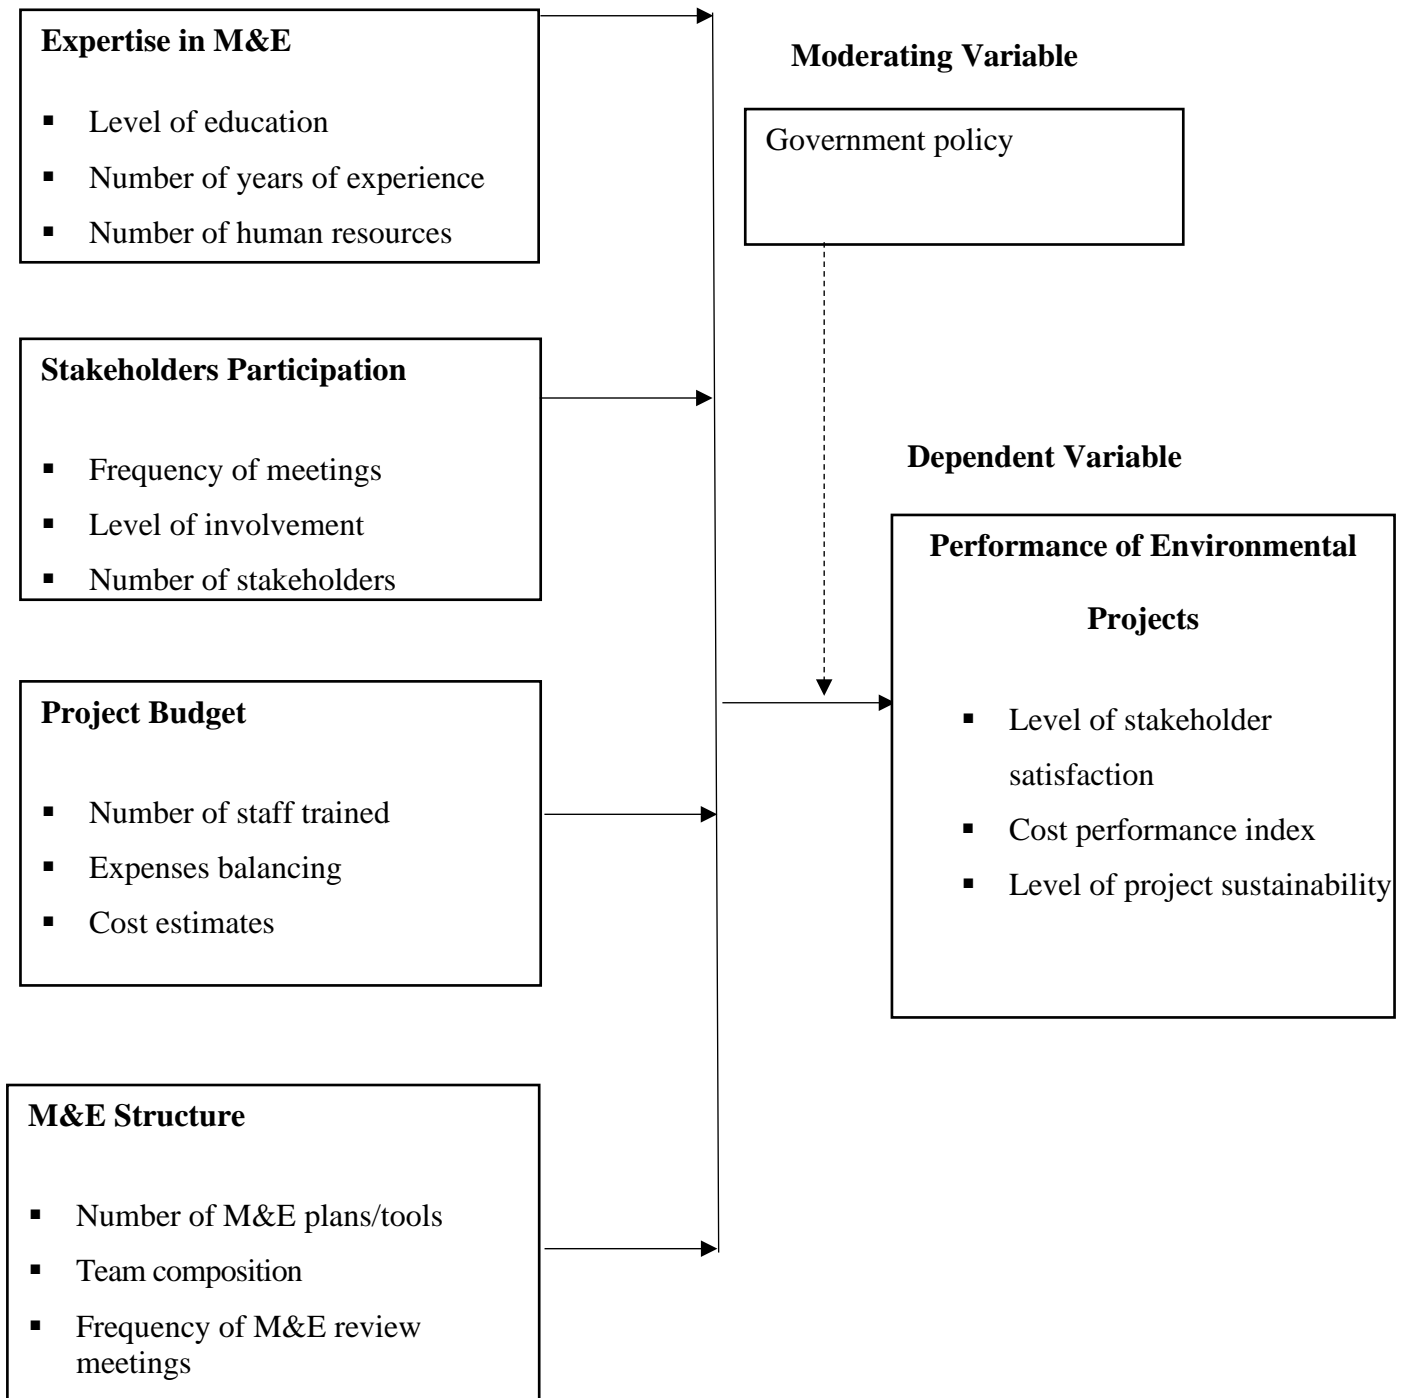 Expertise in M&E
▪ Level of education
▪ Number of years of experience
▪ Number of human resources
Stakeholders Participation
▪ Frequency of meetings
▪ Level of involvement
▪ Number of stakeholders
Project Budget
▪ Number of staff trained
▪ Expenses balancing
▪ Cost estimates
M&E Structure
▪ Number of M&E plans/tools
▪ Team composition
▪ Frequency of M&E review
meetings
Moderating Variable
Government policy
Dependent Variable
Performance of Environmental
Projects
▪ Level of stakeholder
satisfaction
▪ Cost performance index
▪ Level of project sustainability